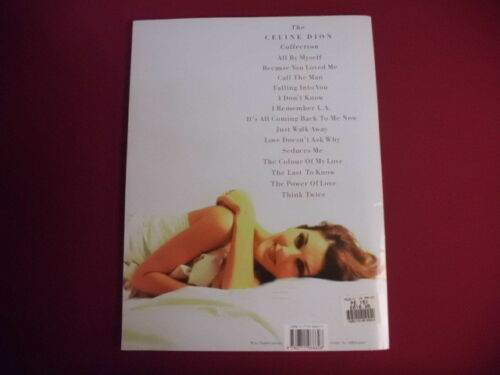 The
CELINE DION
Collection
All By Myself
Because You Loved Me
Call The Man
Falling Into You
I Don't Know
I Remember L.A.
It's All Coming Back To Me Now
Just Walk Away
Love Doesn't Ask Why
Seduces Me
The Colour Of My Love
The Last To Know
The Power Of Love
Think Twice